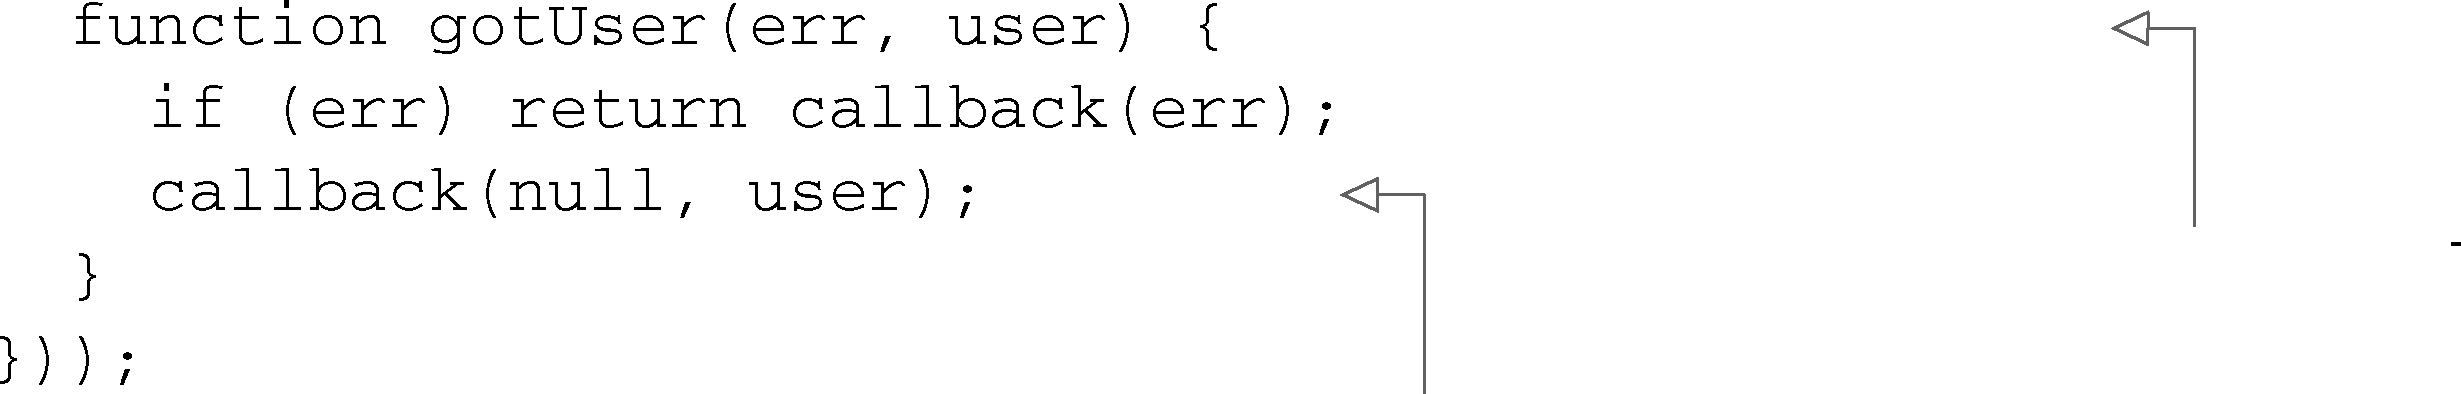 function gotUser(err, user) {
    if (err) return callback(err);
    callback(null, user);
  }
}));